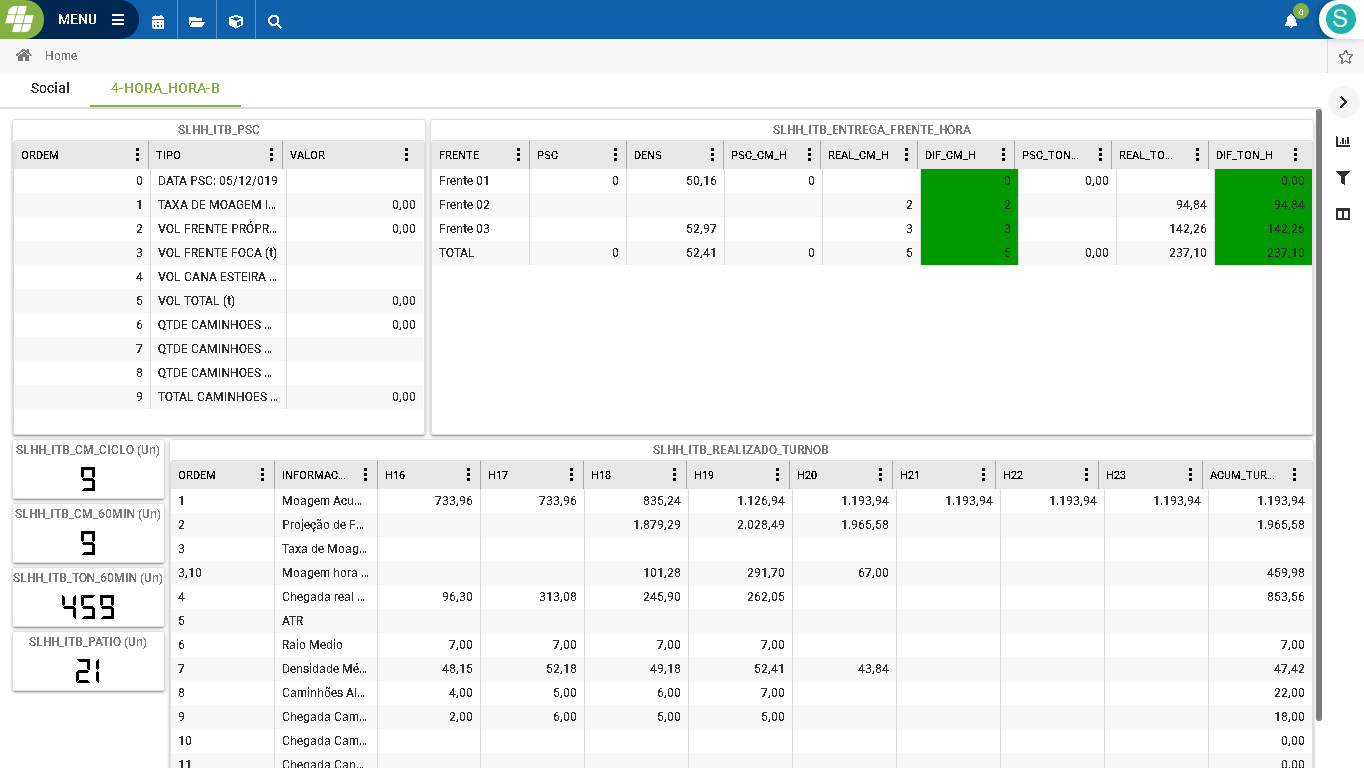 MENU
0
S
Home
Social 4-HORA_HORA-B
SLHH_ITB_PSC
ORDEM TIPO VALOR
0 DATA PSC: 05/12/019
1 TAXA DE MOAGEM I... 0,00
2 VOL FRENTE PRÓPR... 0,00
3 VOL FRENTE FOCA (t)
4 VOL CANA ESTEIRA ...
5 VOL TOTAL (t) 0,00
6 QTDE CAMINHOES ... 0,00
7 QTDE CAMINHOES ...
8 QTDE CAMINHOES ...
9 TOTAL CAMINHOES ... 0,00
SLHH_ITB_ENTREGA_FRENTE_HORA
FRENTE PSC DENS PSC_CM_H REAL_CM_H DIF_CM_H PSC_TON... REAL_TO... DIF_TON_H
Frente 01 0 50,16 0 0 0,00 0,00
Frente 02 2 2 94,84 94,84
Frente 03 52,97 3 3 142,26 142,26
TOTAL 0 52,41 0 5 5 0,00 237,10 237,10
SLHH_ITB_CM_CICLO (Un)
9
SLHH_ITB_CM_60MIN (Un)
9
SLHH_ITB_TON_60MIN (Un)
459
SLHH_ITB_PATIO (Un)
21
SLHH_ITB_REALIZADO_TURNOB
ORDEM INFORMAC... H16 H17 H18 H19 H20 H21 H22 H23 ACUM_TUR...
1 Moagem Acu... 733,96 733,96 835,24 1.126,94 1.193,94 1.193,94 1.193,94 1.193,94 1.193,94
2 Projeção de F... 1.879,29 2.028,49 1.965,58 1.965,58
3 Taxa de Moag...
3,10 Moagem hora ... 101,28 291,70 67,00 459,98
4 Chegada real ... 96,30 313,08 245,90 262,05 853,56
5 ATR
6 Raio Medio 7,00 7,00 7,00 7,00 7,00
7 Densidade Mé... 48,15 52,18 49,18 52,41 43,84 47,42
8 Caminhões Al... 4,00 5,00 6,00 7,00 22,00
9 Chegada Cam... 2,00 6,00 5,00 5,00 18,00
10 Chegada Cam... 0,00
11 Chegada Can... 0,00